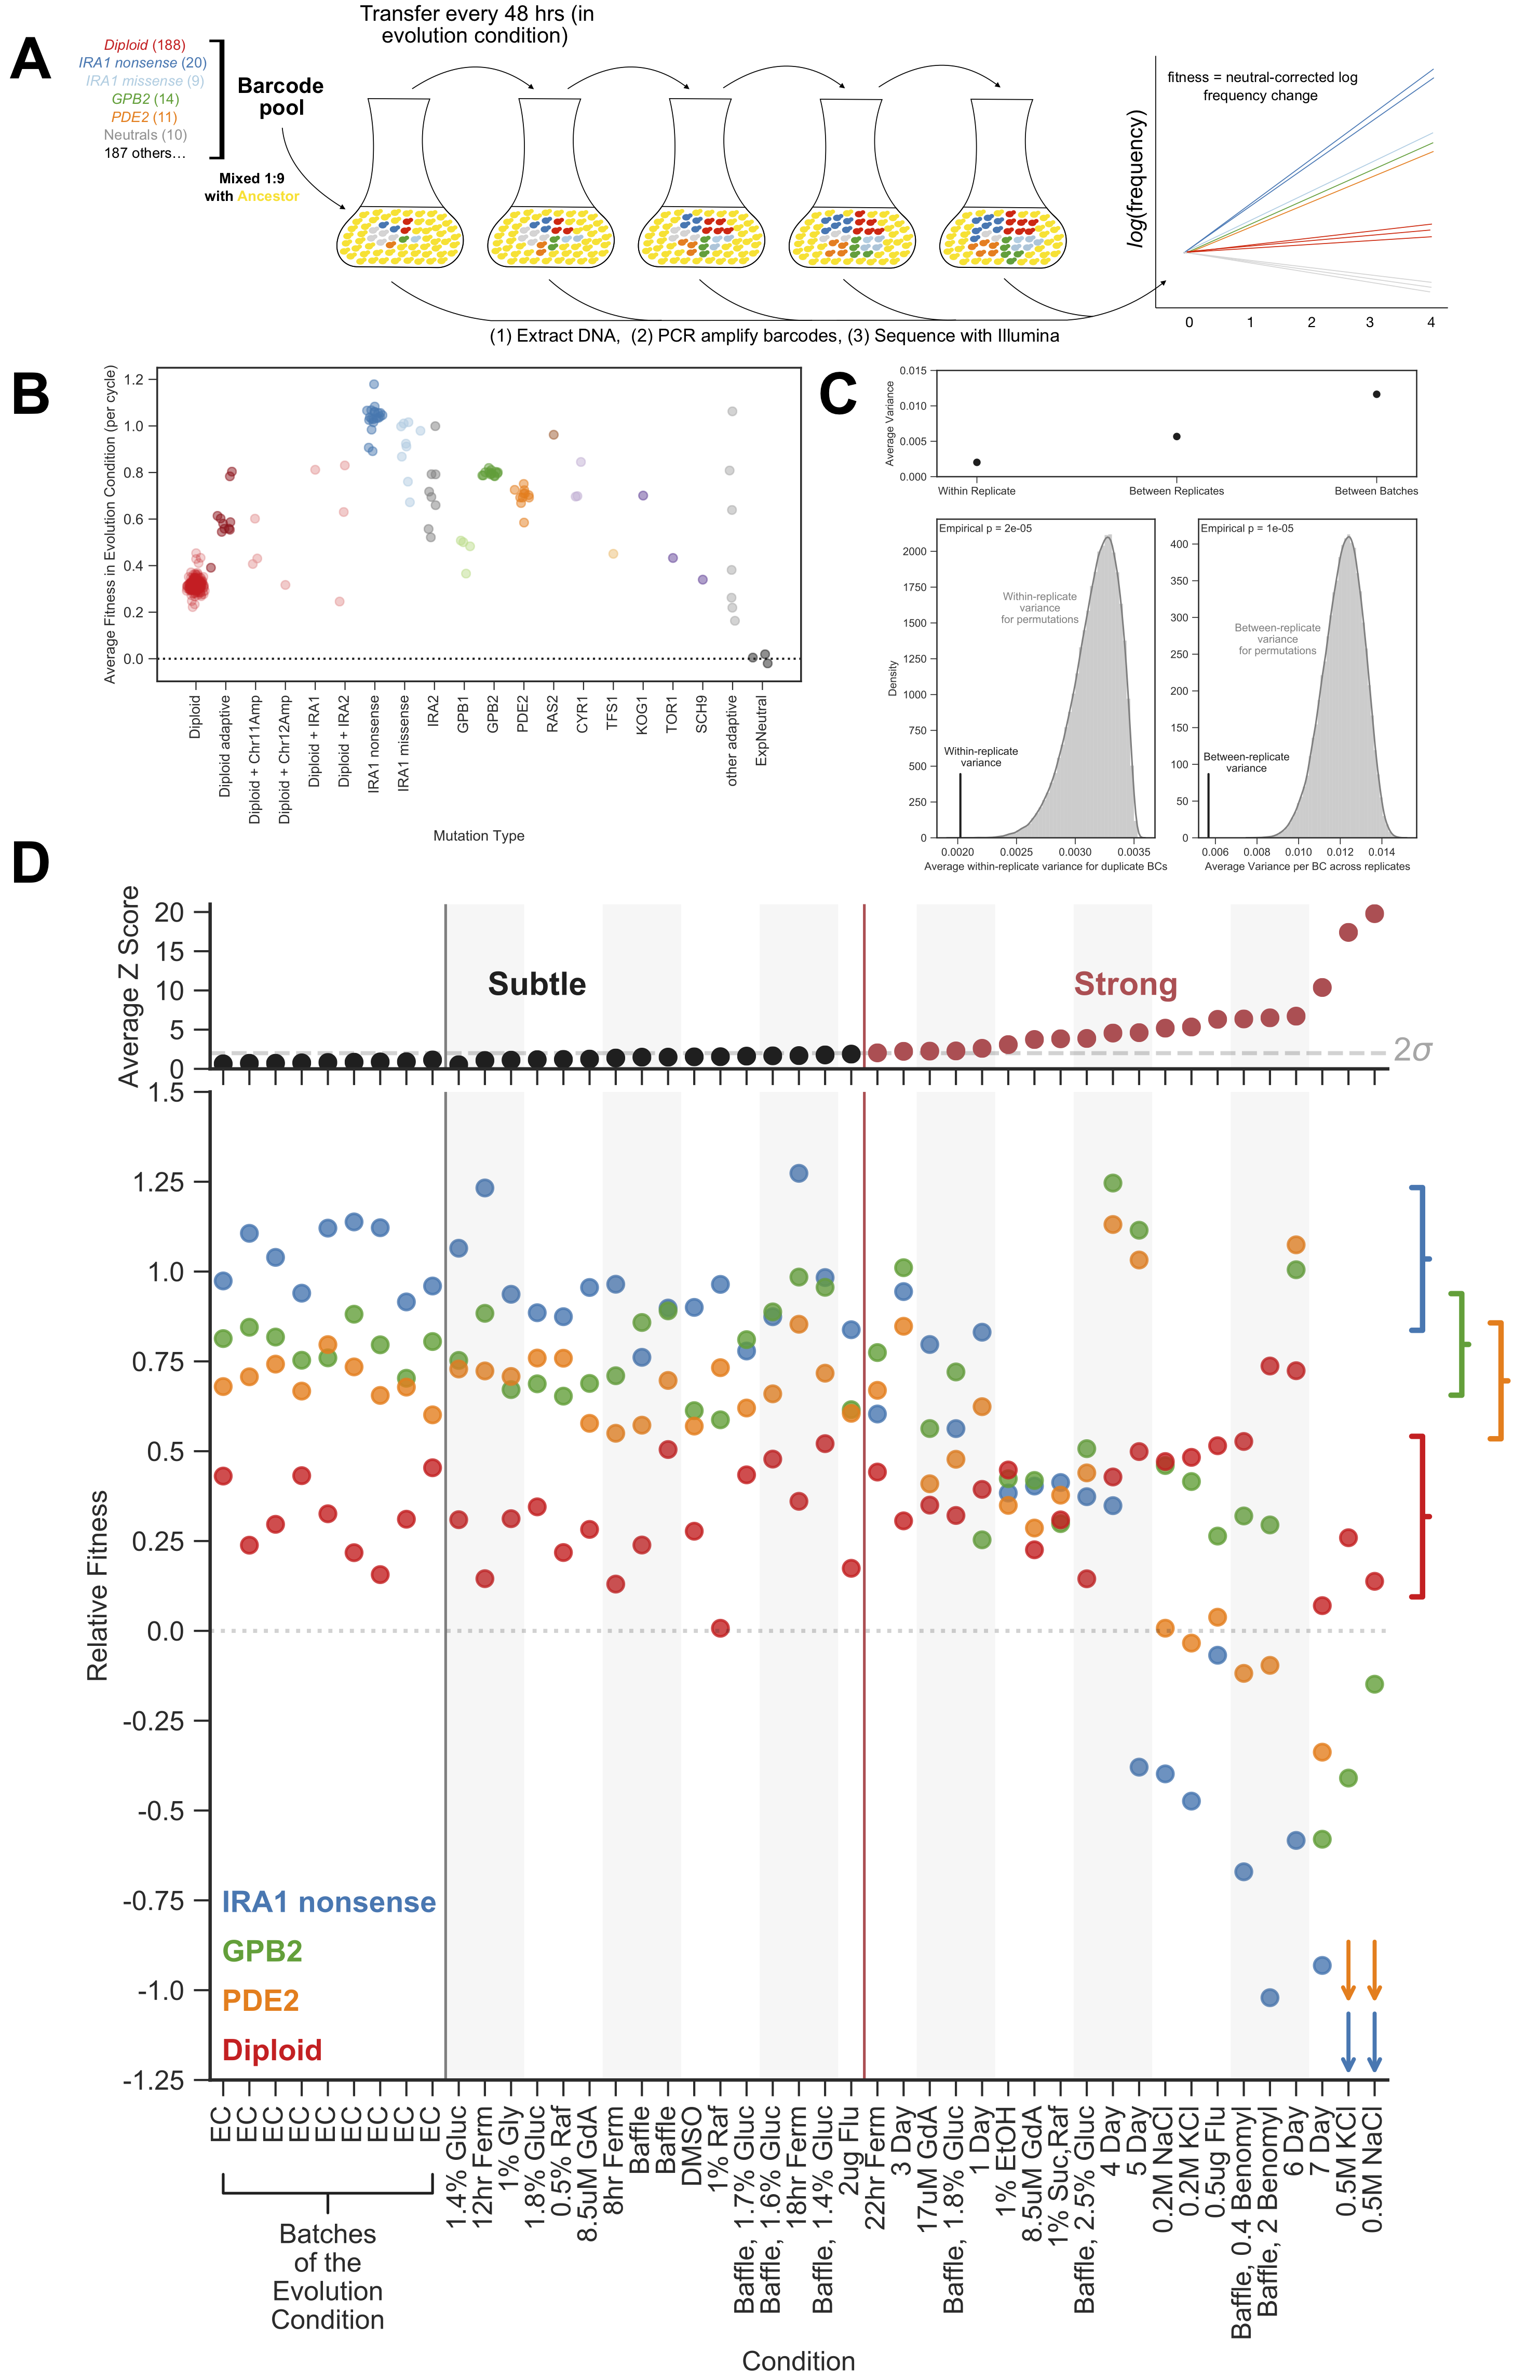 A
Diploid (188)
IRA1 nonsense (20)
IRA1 missense (9)
GPB2 (14)
PDE2 (11)
Neutrals (10)
187 others...
Barcode
pool
Mixed 1:9
with Ancestor
Transfer every 48 hrs (in
evolution condition)
(1) Extract DNA, (2) PCR amplify barcodes, (3) Sequence with Illumina
fitness = neutral-corrected log
frequency change
log(frequency)
0 1 2 3 4
B
Average Fitness in Evolution Condition (per cycle)
1.2
1.0
0.8
0.6
0.4
0.2
0.0
Diploid
Diploid adaptive
Diploid + Chr11Amp
Diploid + Chr12Amp
Diploid + IRA1
Diploid + IRA2
IRA1 nonsense
IRA1 missense
IRA2
GPB1
GPB2
PDE2
RAS2
CYR1
TFS1
KOG1
TOR1
SCH9
other adaptive
ExpNeutral
Mutation Type
C
Average Variance
0.015
0.010
0.005
0.000
Within Replicate
Between Replicates
Between Batches
Empirical p = 2e-05
Within-replicate
variance
for permutations
Within-replicate
variance
Density
2000
1750
1500
1250
1000
750
500
250
0
0.0020 0.0025 0.0030 0.0035
Average within-replicate variance for duplicate BCs
Empirical p = 1e-05
Between-replicate
variance
for permutations
Between-replicate
variance
400
350
300
250
200
150
100
50
0
0.006 0.008 0.010 0.012 0.014
Average Variance per BC across replicates
D
Average Z Score
20
15
10
5
0
Subtle
Strong
2σ
Relative Fitness
1.5
1.25
1.0
0.75
0.5
0.25
0.0
-0.25
-0.5
-0.75
-1.0
-1.25
IRA1 nonsense
GPB2
PDE2
Diploid
EC
EC
EC
EC
EC
EC
EC
EC
EC
1.4% Gluc
12hr Ferm
1% Gly
1.8% Gluc
0.5% Raf
8.5uM GdA
8hr Ferm
Baffle
Baffle
DMSO
1% Raf
Baffle, 1.7% Gluc
Baffle, 1.6% Gluc
18hr Ferm
Baffle, 1.4% Gluc
2ug Flu
22hr Ferm
3 Day
17uM GdA
Baffle, 1.8% Gluc
1 Day
1% EtOH
8.5uM GdA
1% Suc,Raf
Baffle, 2.5% Gluc
4 Day
5 Day
0.2M NaCl
0.2M KCl
0.5ug Flu
Baffle, 0.4 Benomyl
Baffle, 2 Benomyl
6 Day
7 Day
0.5M KCl
0.5M NaCl
Batches
of the
Evolution
Condition
Condition